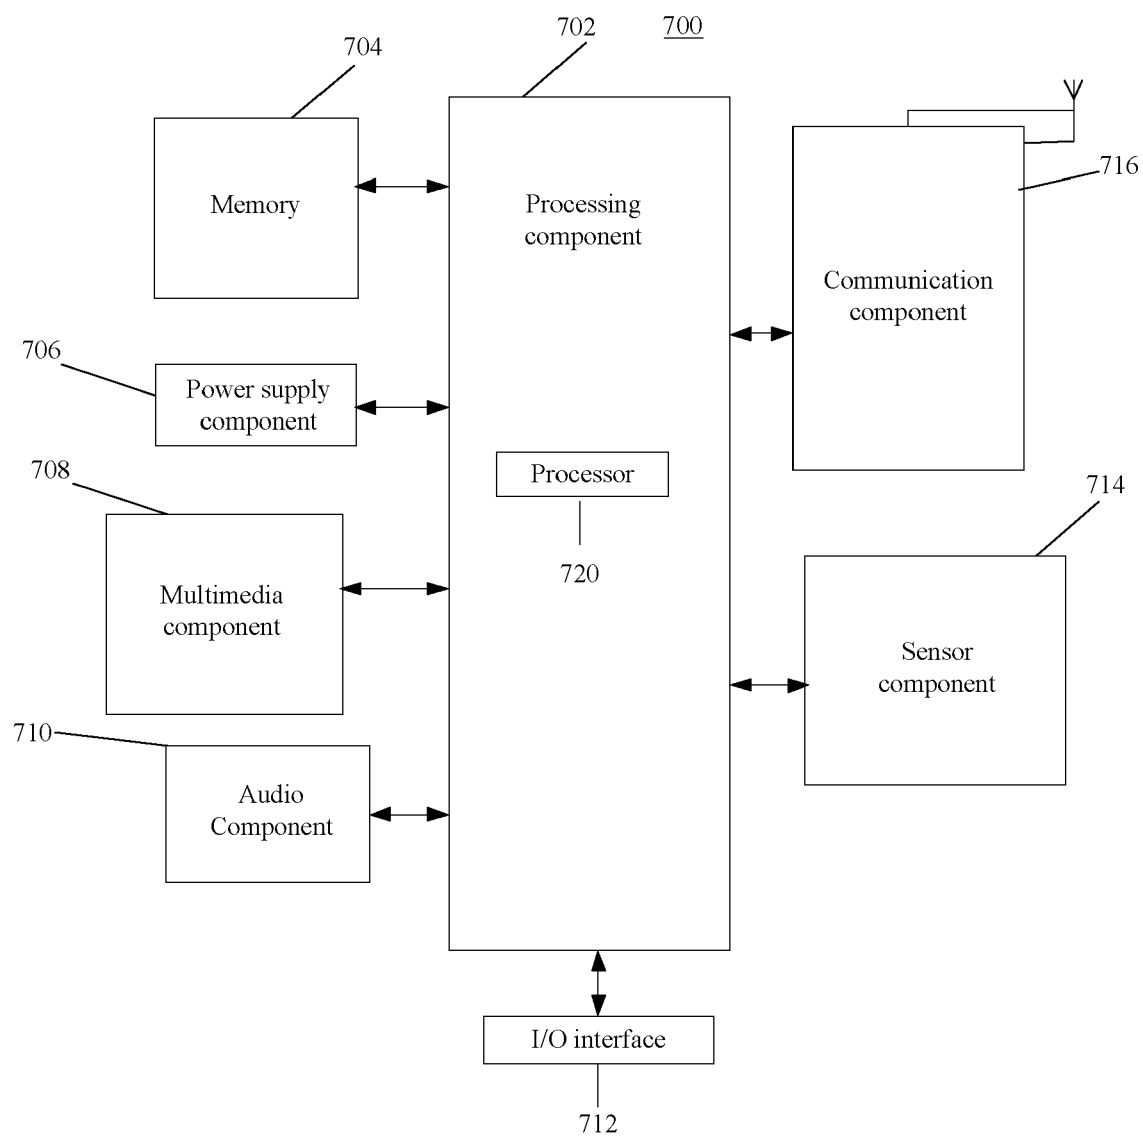 700
702
704
Memory
Processing
component
716
Communication
component
706
Power supply
component
708
Processor
720
714
Multimedia
component
Sensor
component
710
Audio
Component
I/O interface
712